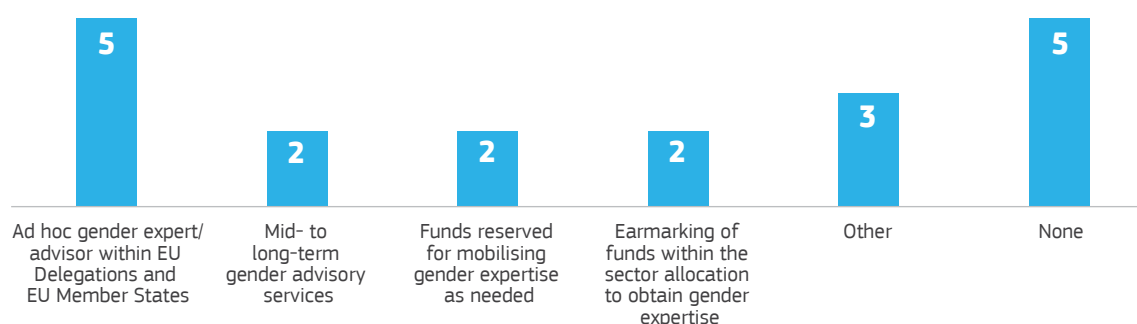 5
2
2
2
3
5
Ad hoc gender expert/
advisor within EU
Delegations and
EU Member States
Mid- to
long-term
gender advisory
services
Funds reserved
for mobilising
gender expertise
as needed
Earmarking of
funds within the
sector allocation
to obtain gender
expertise
Other
None